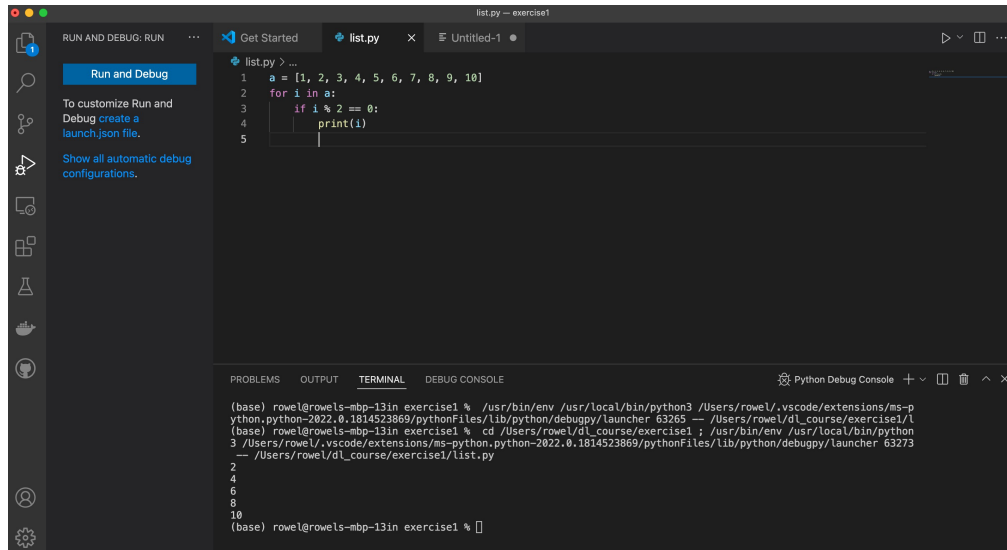 list.py — exercise1
RUN AND DEBUG: RUN ...
Get Started
list.py
Untitled-1
1
Run and Debug
To customize Run and
Debug create a
launch.json file.
Show all automatic debug
configurations.
list.py > ...
1 a = [1, 2, 3, 4, 5, 6, 7, 8, 9, 10]
2 for i in a:
3     if i % 2 == 0:
4         print(i)
5
PROBLEMS OUTPUT TERMINAL DEBUG CONSOLE
Python Debug Console
(base) rowel@rowels-mbp-13in exercise1 %  /usr/bin/env /usr/local/bin/python3 /Users/rowel/.vscode/extensions/ms-p
ython.python-2022.0.1814523869/pythonFiles/lib/python/debugpy/launcher 63265 -- /Users/rowel/dl_course/exercise1/l
(base) rowel@rowels-mbp-13in exercise1 %  cd /Users/rowel/dl_course/exercise1 ; /usr/bin/env /usr/local/bin/python
3 /Users/rowel/.vscode/extensions/ms-python.python-2022.0.1814523869/pythonFiles/lib/python/debugpy/launcher 63273
 -- /Users/rowel/dl_course/exercise1/list.py
2
4
6
8
10
(base) rowel@rowels-mbp-13in exercise1 %